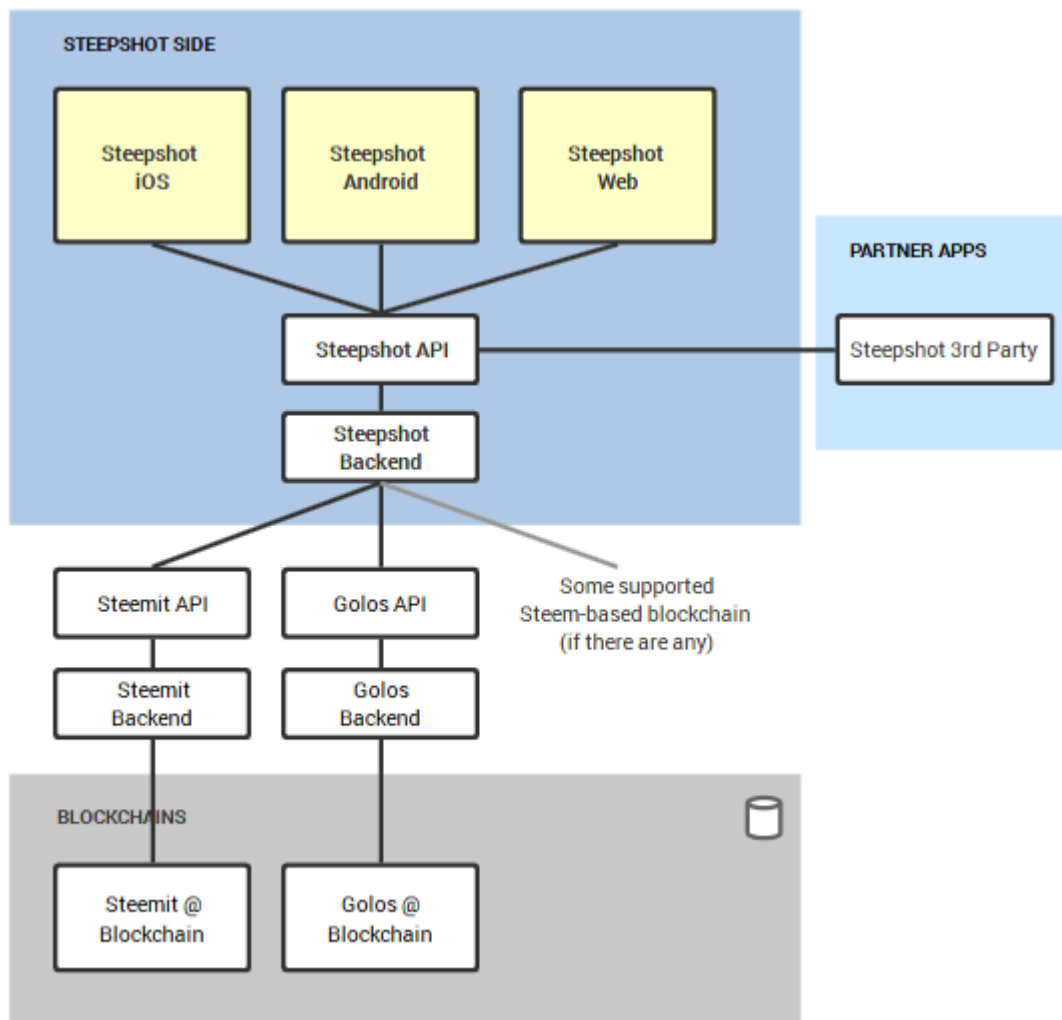 STEEPSHOT SIDE
Steepshot
iOS
Steepshot
Android
Steepshot
Web
PARTNER APPS
Steepshot API
Steepshot 3rd Party
Steepshot
Backend
Steemit API
Golos API
Some supported
Steem-based blockchain
(if there are any)
Steemit
Backend
Golos
Backend
BLOCKCHAINS
Steemit @
Blockchain
Golos @
Blockchain